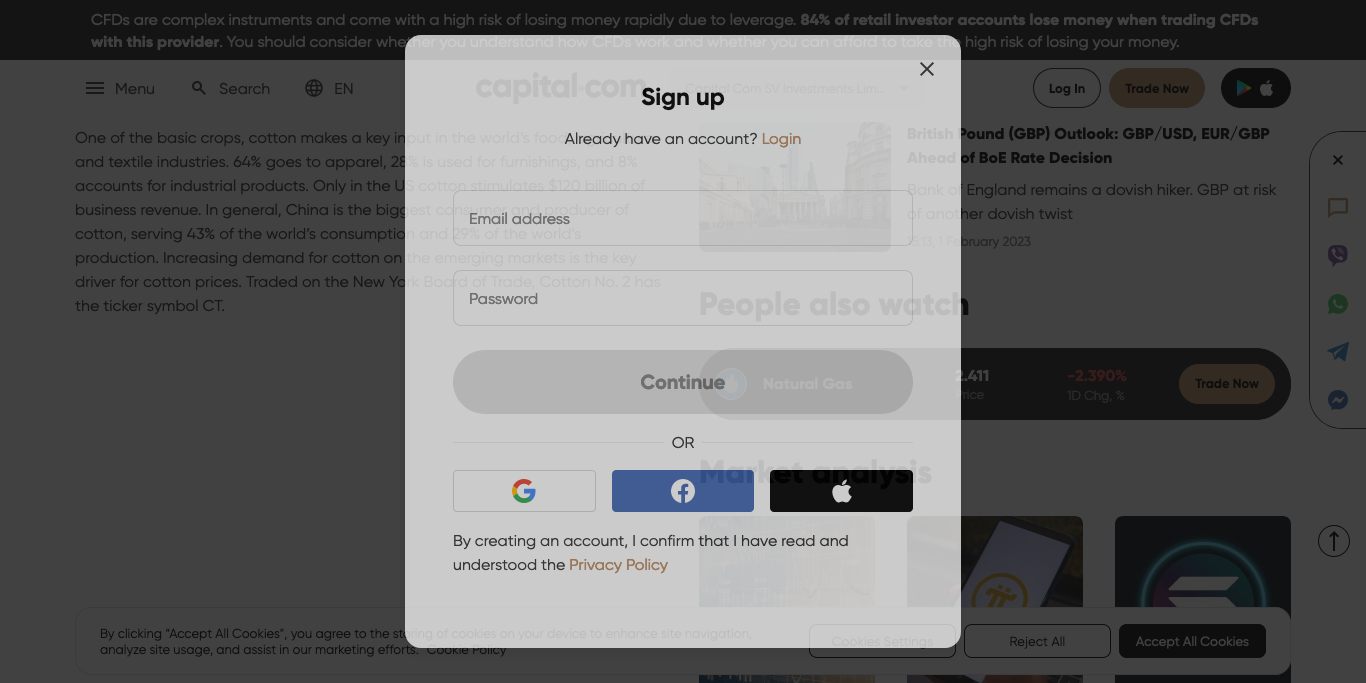 CFDs are complex instruments and come with a high risk of losing money rapidly due to leverage. 84% of retail investor accounts lose money when trading CFDs
with this provider. You should consider whether you understand how CFDs work and whether you can afford to take the high risk of losing your money.
Menu
Search
EN
capital.com
Capital Com SV Investments Lim...
Log In
Trade Now
One of the basic crops, cotton makes a key input in the world's food
and textile industries. 64% goes to apparel, 28% is used for furnishings, and 8%
accounts for industrial products. Only in the US cotton stimulates $120 billion of
business revenue. In general, China is the biggest consumer and producer of
cotton, serving 43% of the world's consumption and 29% of the world's
production. Increasing demand for cotton on the emerging markets is the key
driver for cotton prices. Traded on the New York Board of Trade, Cotton No. 2 has
the ticker symbol CT.
Sign up
Already have an account? Login
Email address
Password
Continue
OR
By creating an account, I confirm that I have read and
understood the Privacy Policy
British Pound (GBP) Outlook: GBP/USD, EUR/GBP
Ahead of BoE Rate Decision
Bank of England remains a dovish hiker. GBP at risk
of another dovish twist
15:13, 1 February 2023
People also watch
Natural Gas
2.411
Price
-2.390%
1D Chg, %
Trade Now
Market analysis
By clicking "Accept All Cookies", you agree to the storing of cookies on your device to enhance site navigation,
analyze site usage, and assist in our marketing efforts. Cookie Policy
Cookies Settings
Reject All
Accept All Cookies